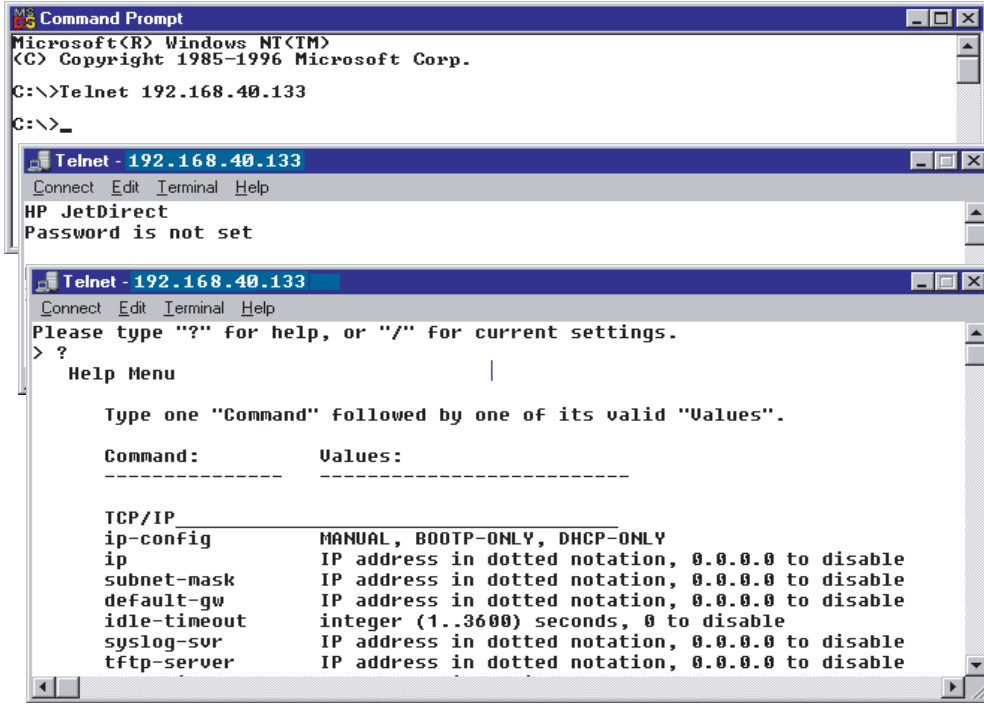 Command Prompt
Microsoft(R) Windows NT(TM)
(C) Copyright 1985-1996 Microsoft Corp.
C:\>Telnet 192.168.40.133
C:\>_
Telnet - 192.168.40.133
Connect Edit Terminal Help
HP JetDirect
Password is not set
Telnet - 192.168.40.133
Connect Edit Terminal Help
Please type "?" for help, or "/" for current settings.
> ?
Help Menu
Type one "Command" followed by one of its valid "Values".
Command: Values:
--------------- --------------------------
TCP/IP_____________________________________
ip-config MANUAL, BOOTP-ONLY, DHCP-ONLY
ip IP address in dotted notation, 0.0.0.0 to disable
subnet-mask IP address in dotted notation, 0.0.0.0 to disable
default-gw IP address in dotted notation, 0.0.0.0 to disable
idle-timeout integer (1..3600) seconds, 0 to disable
syslog-svr IP address in dotted notation, 0.0.0.0 to disable
tftp-server IP address in dotted notation, 0.0.0.0 to disable